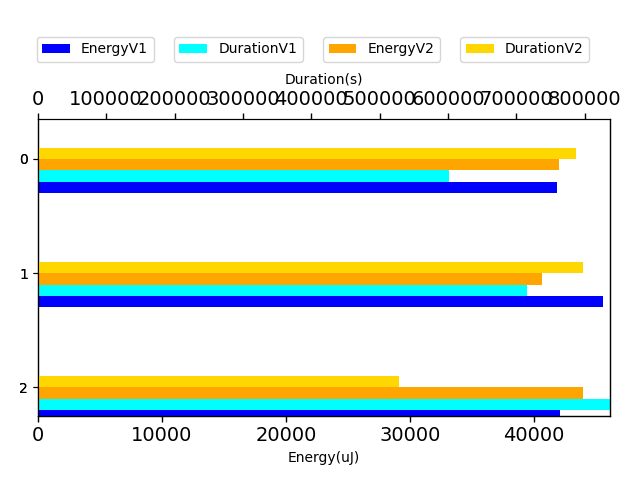 EnergyV1 DurationV1 EnergyV2 DurationV2
Duration(s)
0 100000 200000 300000 400000 500000 600000 700000 800000
0
1
2
0 10000 20000 30000 40000
Energy(uJ)